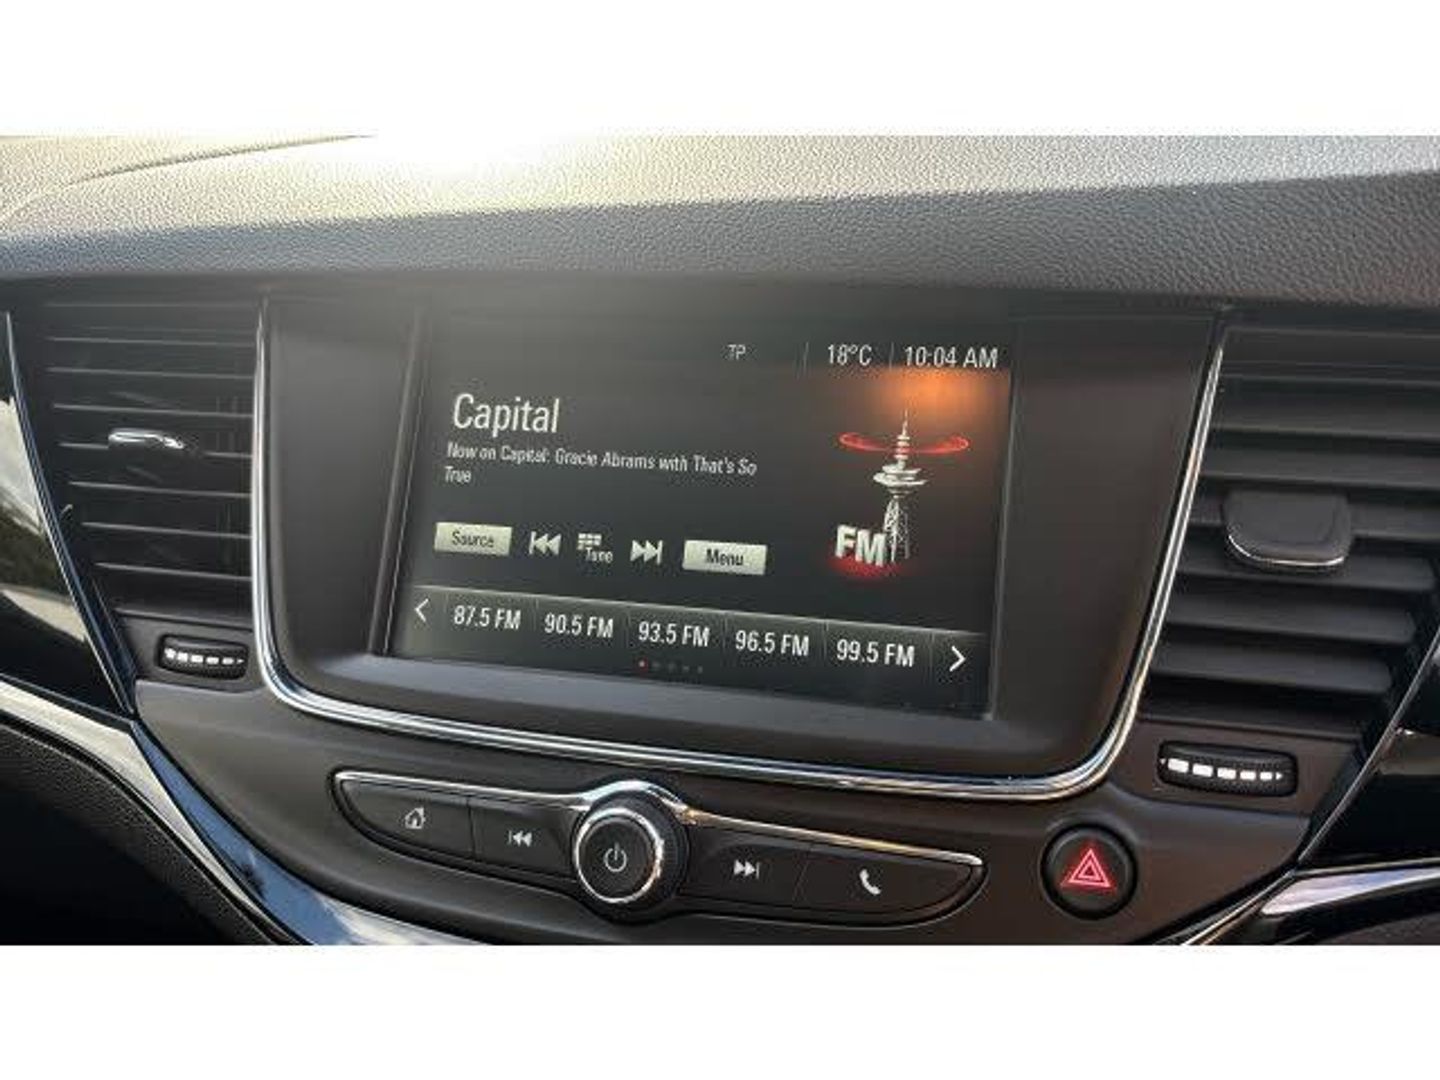 TP 18°C 10:04 AM
Capital
Now on Capital: Gracie Abrams with That's So
True
Source Tune Menu
FM
87.5 FM 90.5 FM 93.5 FM 96.5 FM 99.5 FM